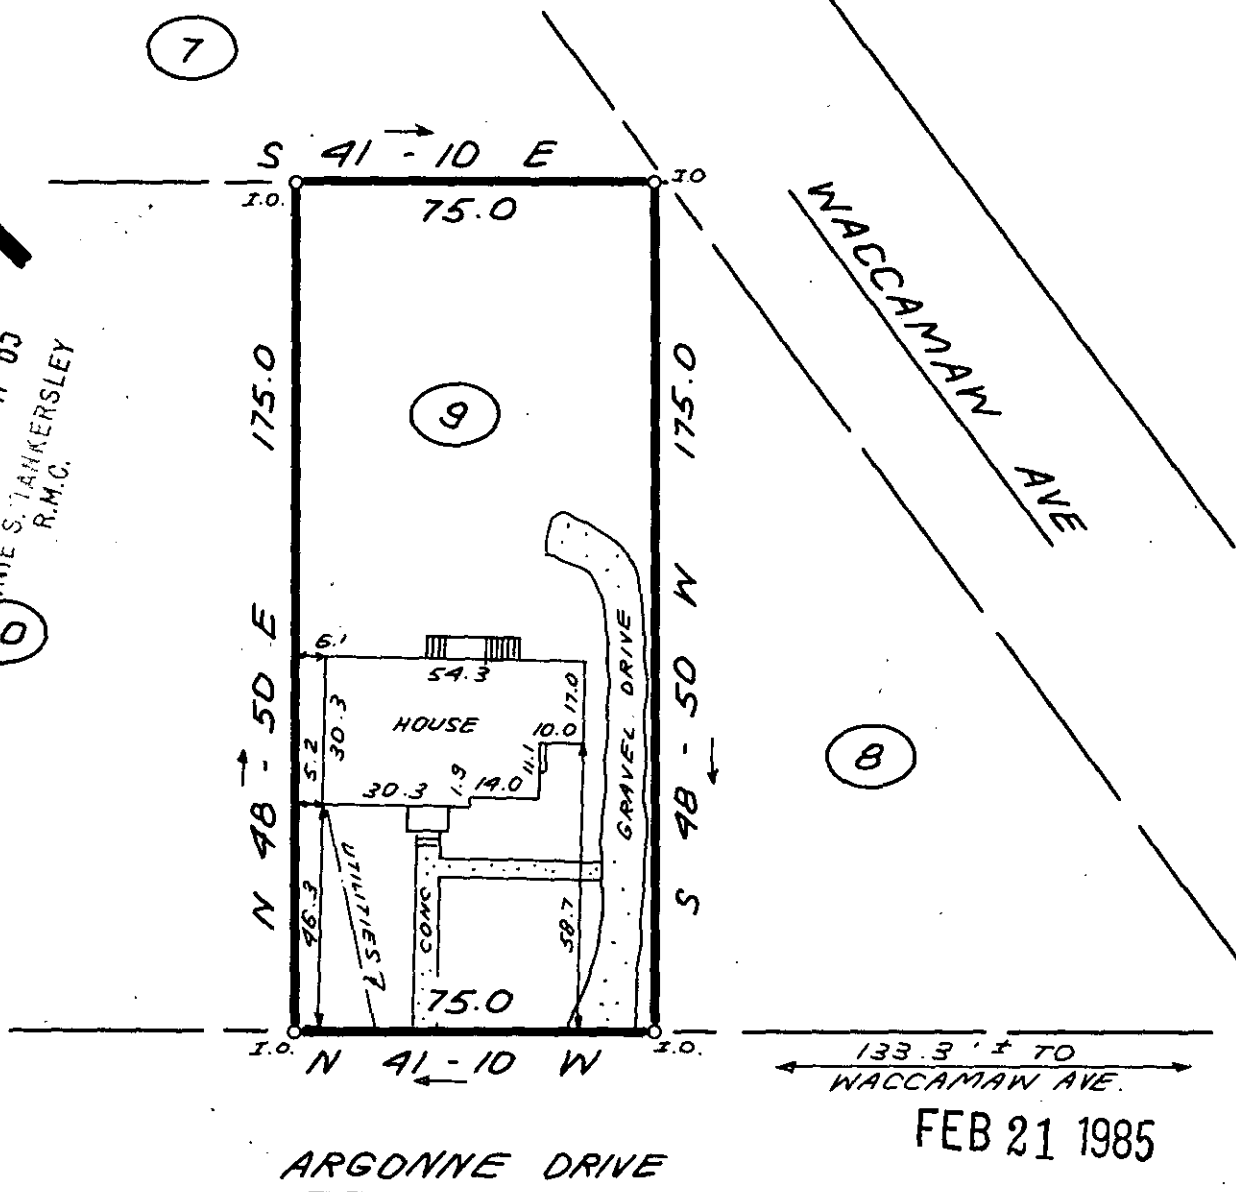 7
S 41 - 10 E
I.O.
I.O
75.0
WACCAMAW AVE
175.0
175.0
S. TANKERSLEY
R.M.C.
9
N 48 - 50 E
S 48 - 50 W
6.1
54.3
17.0
HOUSE
10.0
30.3
5.2
11.1
30.3
1.9
14.0
GRAVEL DRIVE
8
46.3
UTILITIES
CONC
58.7
75.0
I.O.
I.O.
N 41 - 10 W
133.3 '± TO
WACCAMAW AVE.
FEB 21 1985
ARGONNE DRIVE